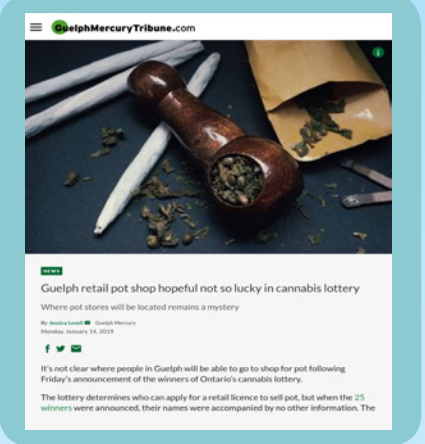 GuelphMercuryTribune.com
i
NEWS
Guelph retail pot shop hopeful not so lucky in cannabis lottery
Where pot stores will be located remains a mystery
By Jessica Lovell Guelph Mercury
Monday, January 14, 2019
It's not clear where people in Guelph will be able to go to shop for pot following
Friday's announcement of the winners of Ontario's cannabis lottery.
The lottery determines who can apply for a retail licence to sell pot, but when the 25
winners were announced, their names were accompanied by no other information. The